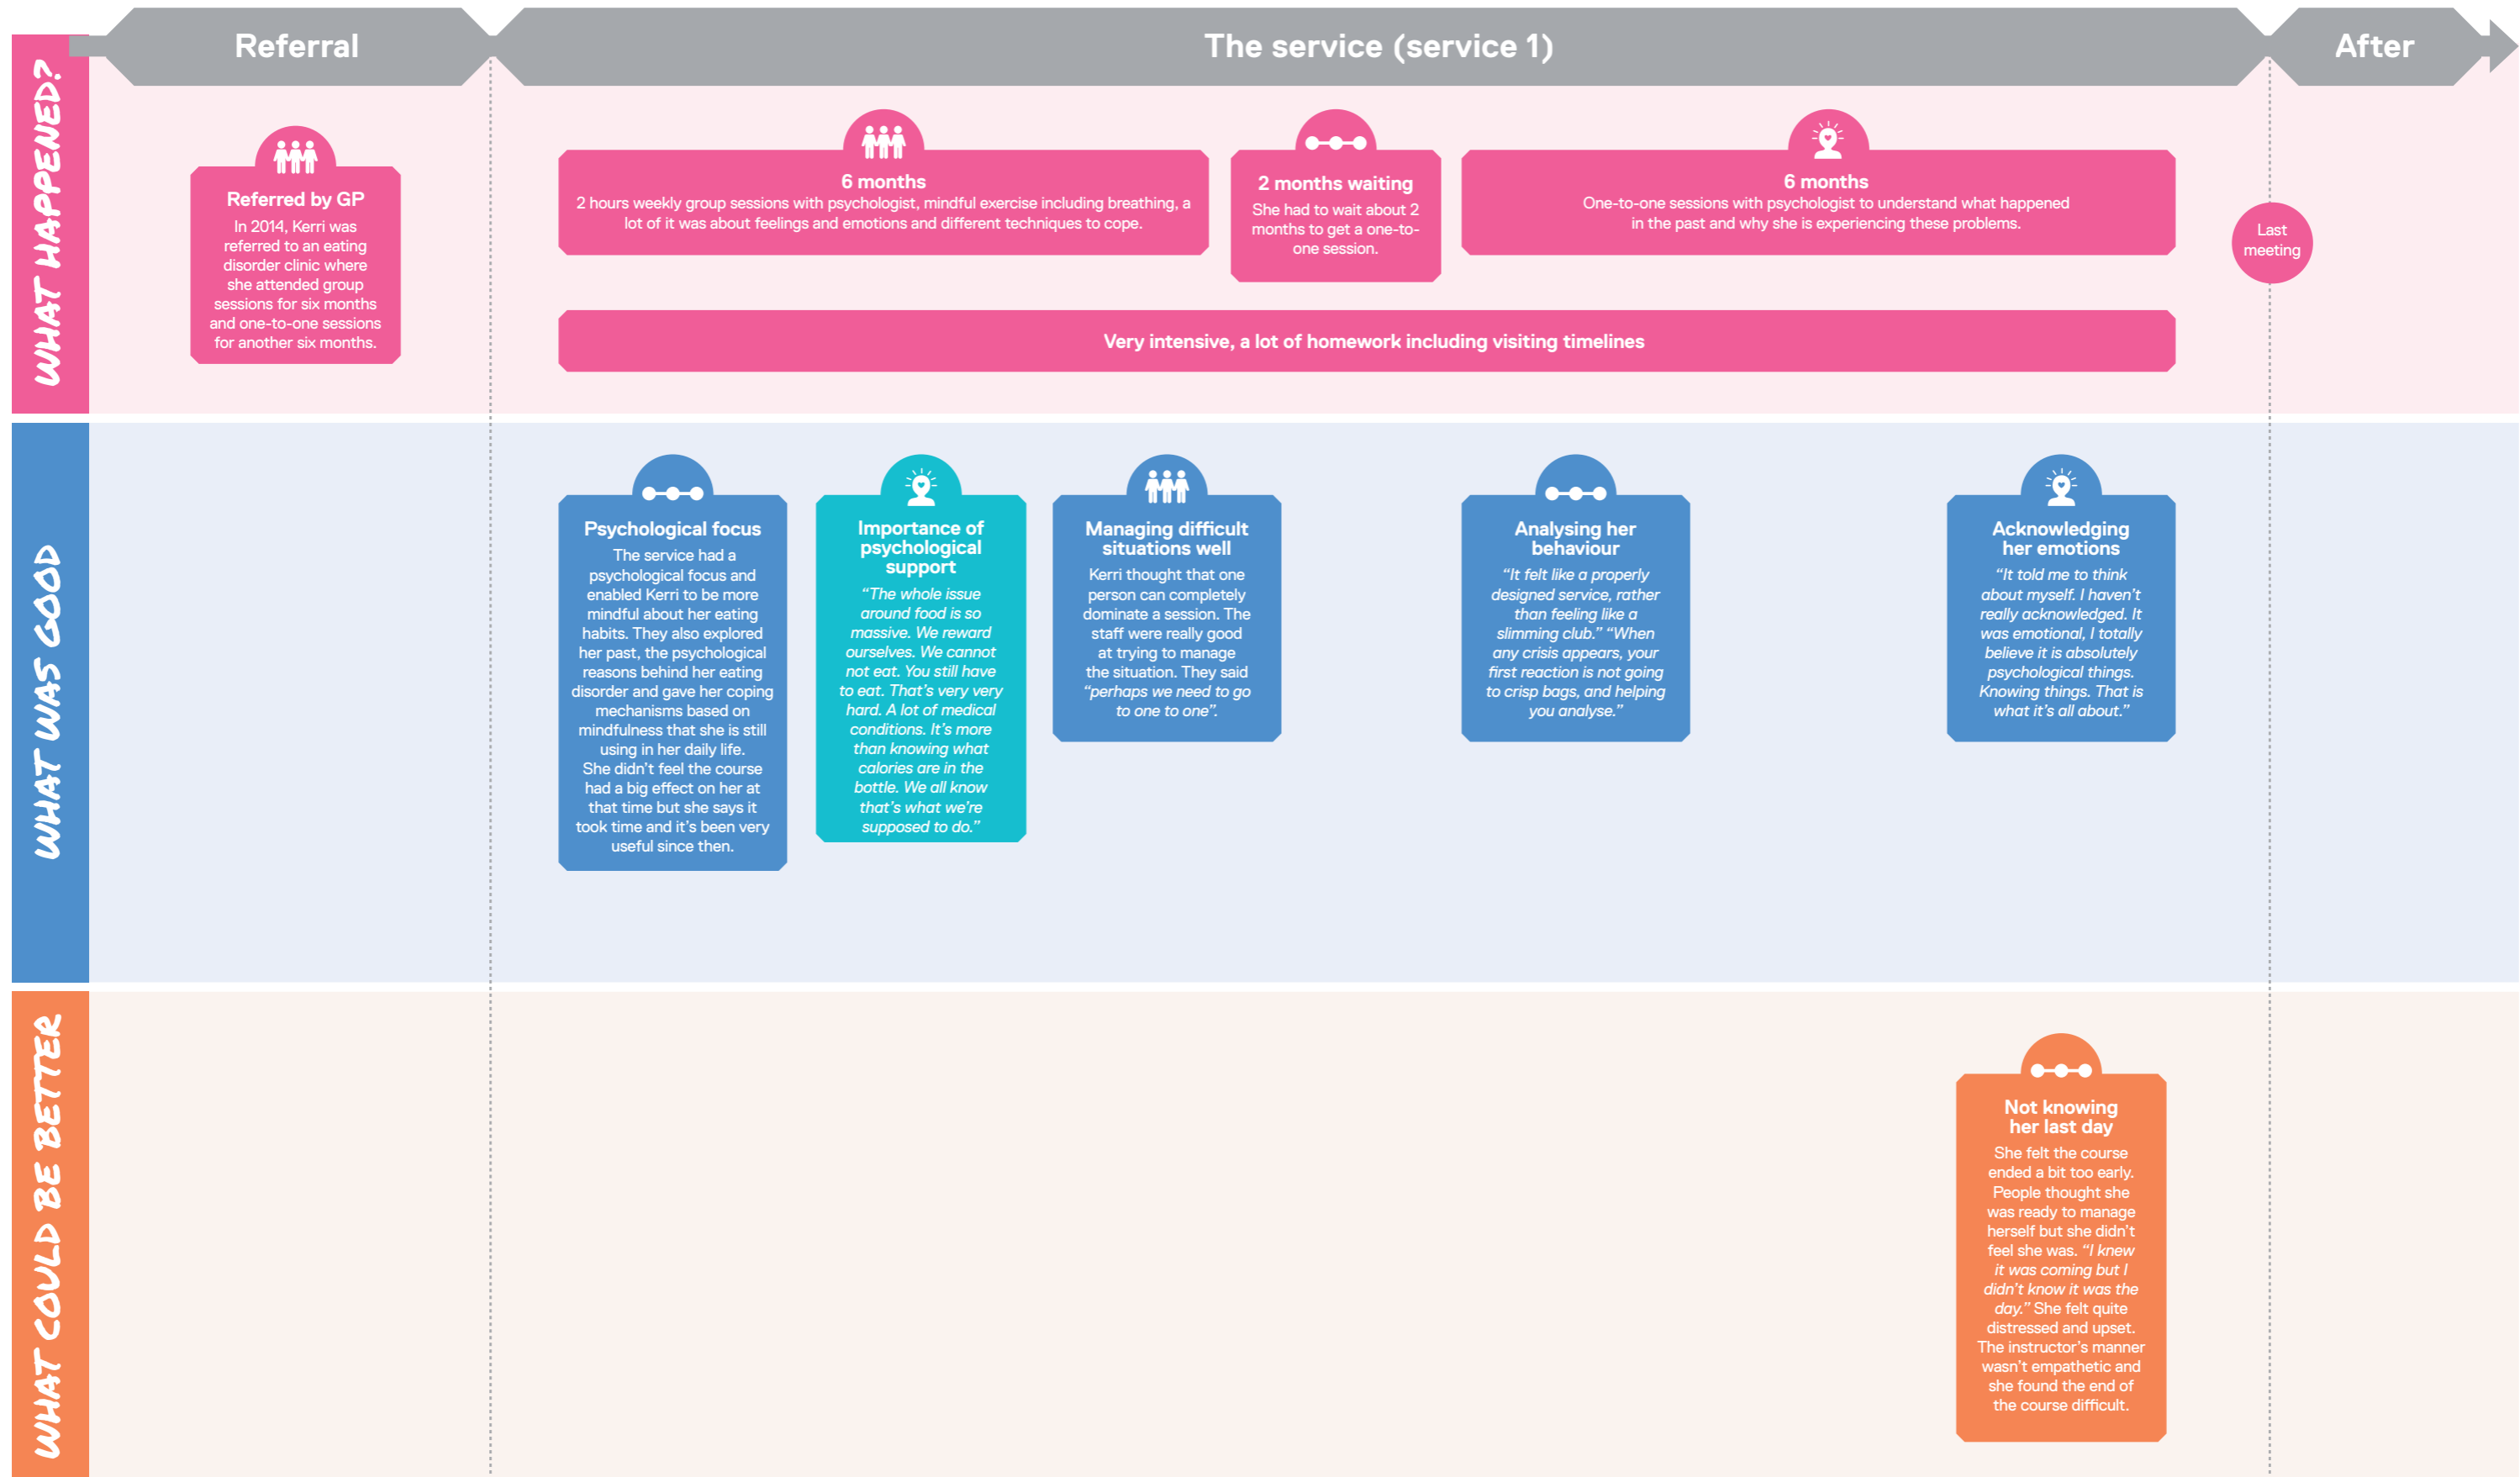 Referral
The service (service 1)
After
WHAT HAPPENED?
Referred by GP
In 2014, Kerri was
referred to an eating
disorder clinic where
she attended group
sessions for six months
and one-to-one sessions
for another six months.
6 months
2 hours weekly group sessions with psychologist, mindful exercise including breathing, a
lot of it was about feelings and emotions and different techniques to cope.
2 months waiting
She had to wait about 2
months to get a one-to-
one session.
6 months
One-to-one sessions with psychologist to understand what happened
in the past and why she is experiencing these problems.
Last
meeting
Very intensive, a lot of homework including visiting timelines
WHAT WAS GOOD
Psychological focus
The service had a
psychological focus and
enabled Kerri to be more
mindful about her eating
habits. They also explored
her past, the psychological
reasons behind her eating
disorder and gave her coping
mechanisms based on
mindfulness that she is still
using in her daily life.
She didn't feel the course
had a big effect on her at
that time but she says it
took time and it's been very
useful since then.
Importance of
psychological
support
“The whole issue
around food is so
massive. We reward
ourselves. We cannot
not eat. You still have
to eat. That's very very
hard. A lot of medical
conditions. It's more
than knowing what
calories are in the
bottle. We all know
that's what we're
supposed to do.”
Managing difficult
situations well
Kerri thought that one
person can completely
dominate a session. The
staff were really good
at trying to manage
the situation. They said
“perhaps we need to go
to one to one”.
Analysing her
behaviour
“It felt like a properly
designed service, rather
than feeling like a
slimming club.” “When
any crisis appears, your
first reaction is not going
to crisp bags, and helping
you analyse.”
Acknowledging
her emotions
“It told me to think
about myself. I haven't
really acknowledged. It
was emotional, I totally
believe it is absolutely
psychological things.
Knowing things. That is
what it's all about.”
WHAT COULD BE BETTER
Not knowing
her last day
She felt the course
ended a bit too early.
People thought she
was ready to manage
herself but she didn't
feel she was. “I knew
it was coming but I
didn't know it was the
day.” She felt quite
distressed and upset.
The instructor's manner
wasn't empathetic and
she found the end of
the course difficult.